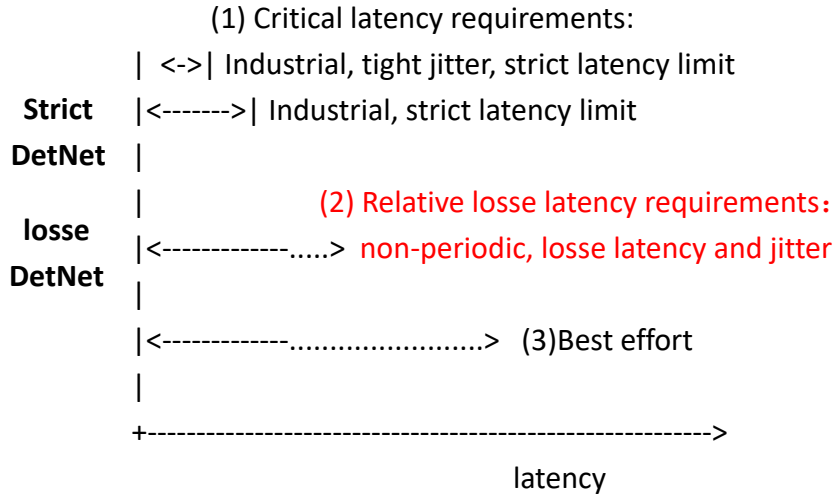 (1) Critical latency requirements:
| <->| Industrial, tight jitter, strict latency limit
Strict |<------->| Industrial, strict latency limit
DetNet |
| (2) Relative losse latency requirements：
losse
|<-------------.....> non-periodic, losse latency and jitter
DetNet
|
|<-------------........................> (3)Best effort
|
+---------------------------------------------------------->
latency